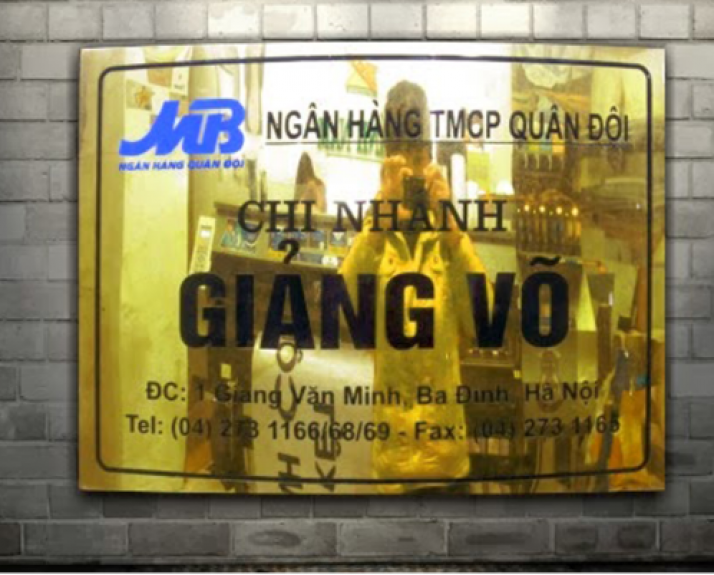 MB
NGÂN HÀNG QUÂN ĐỘI
NGÂN HÀNG TMCP QUÂN ĐỘI
CHI NHÁNH
GIẢNG VÕ
ĐC: 1 Giang Văn Minh, Ba Đình, Hà Nội
Tel: (04) 273 1166/68/69 - Fax: (04) 273 1165